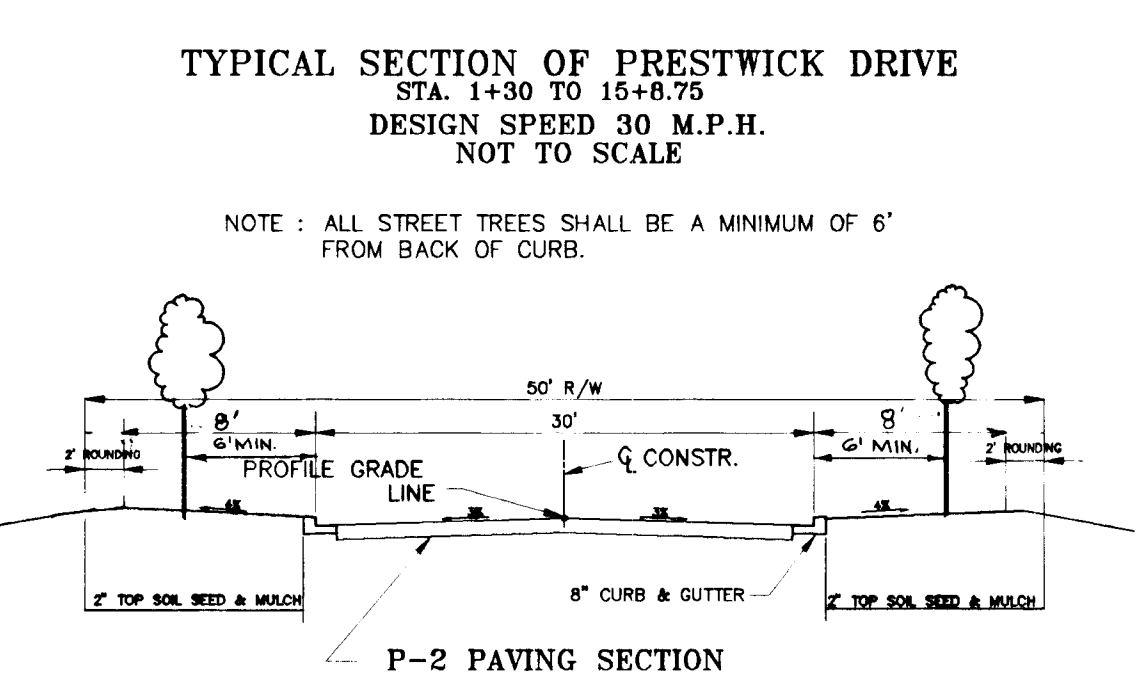 TYPICAL SECTION OF PRESTWICK DRIVE
STA. 1+30 TO 15+8.75
DESIGN SPEED 30 M.P.H.
NOT TO SCALE
NOTE : ALL STREET TREES SHALL BE A MINIMUM OF 6'
FROM BACK OF CURB.
50' R/W
8'
30'
8'
2' ROUNDING
6' MIN.
6' MIN.
2' ROUNDING
PROFILE GRADE
LINE
℄ CONSTR.
4%
3%
3%
4%
2" TOP SOIL SEED & MULCH
8" CURB & GUTTER
2" TOP SOIL SEED & MULCH
P-2 PAVING SECTION